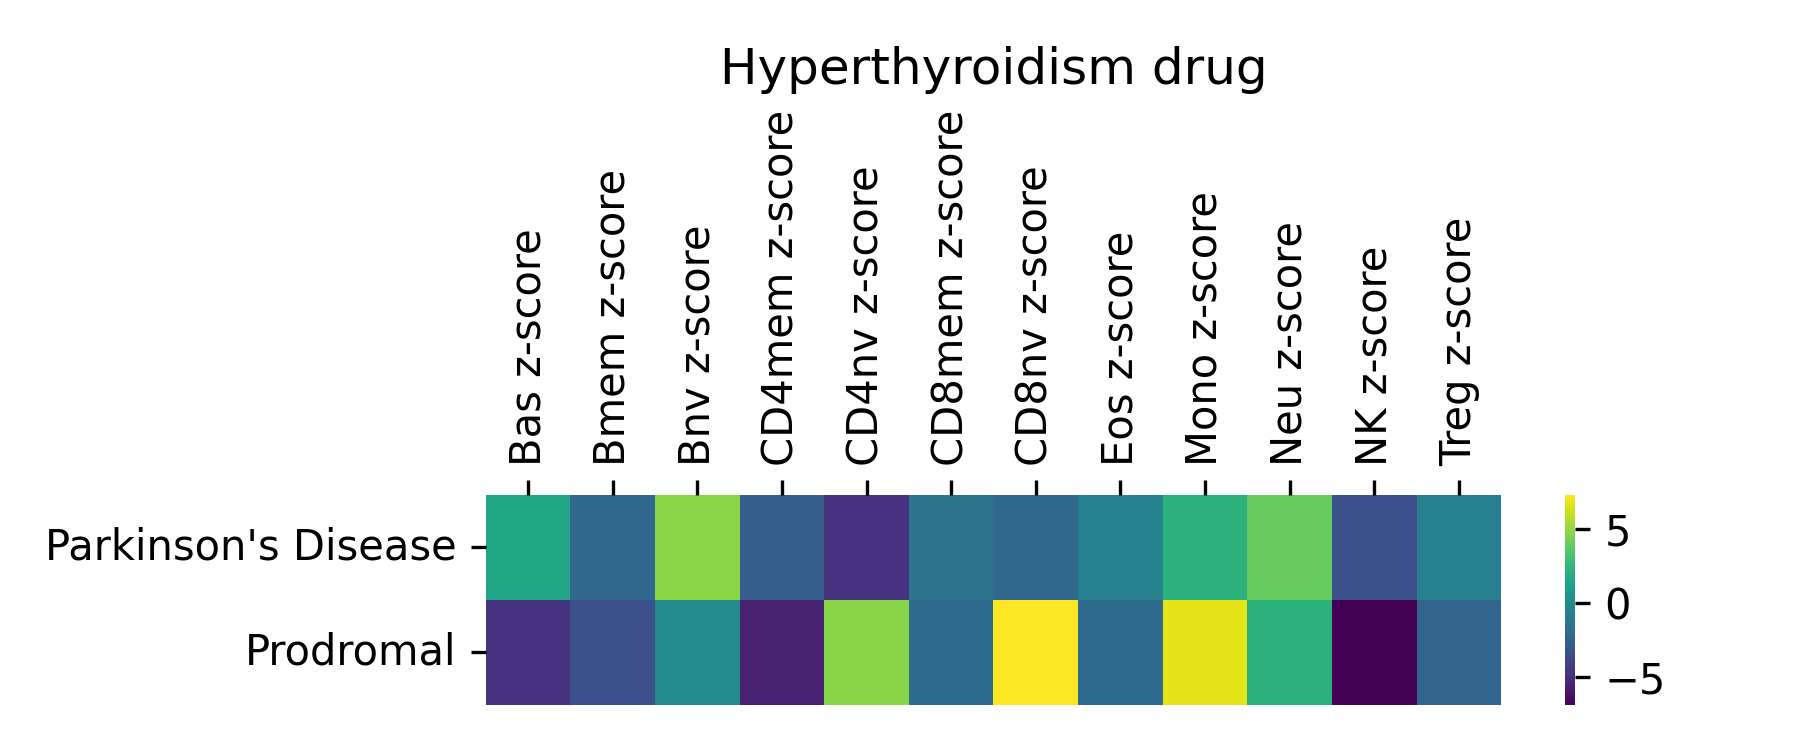 Hyperthyroidism drug
Bas z-score
Bmem z-score
Bnv z-score
CD4mem z-score
CD4nv z-score
CD8mem z-score
CD8nv z-score
Eos z-score
Mono z-score
Neu z-score
NK z-score
Treg z-score
Parkinson's Disease
Prodromal
5
0
−5